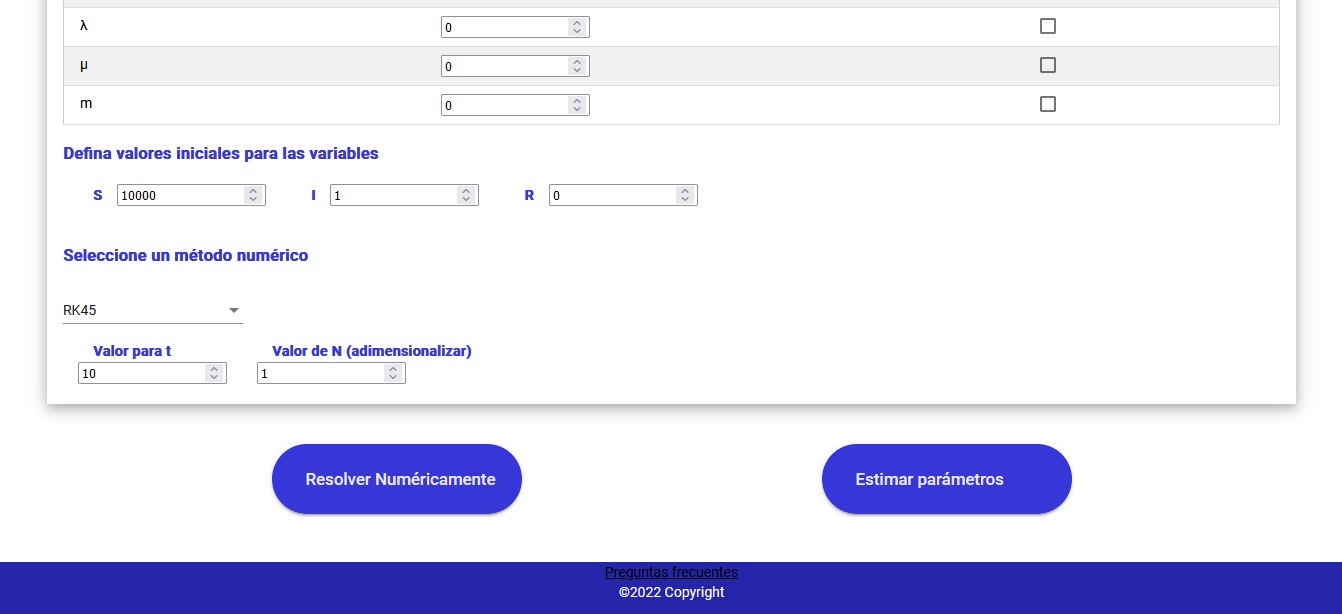 λ 0
μ 0
m 0
Defina valores iniciales para las variables
S 10000 I 1 R 0
Seleccione un método numérico
RK45
Valor para t Valor de N (adimensionalizar)
10 1
Resolver Numéricamente Estimar parámetros
Preguntas frecuentes
©2022 Copyright